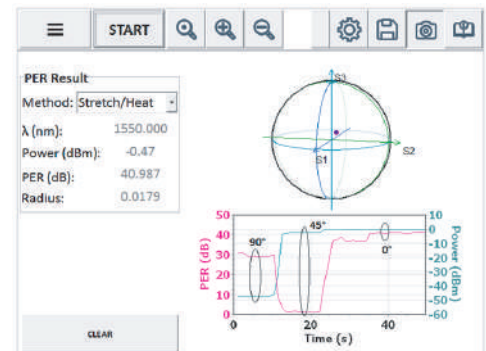 START
PER Result
Method: Stretch/Heat
λ (nm): 1550.000
Power (dBm): -0.47
PER (dB): 40.987
Radius: 0.0179
CLEAR
S3
S2
S1
50 40 30 20 10 0
PER (dB)
90°
45°
0°
10 0 -10 -20 -30 -40 -50 -60
Power (dBm)
0 20 40
Time (s)